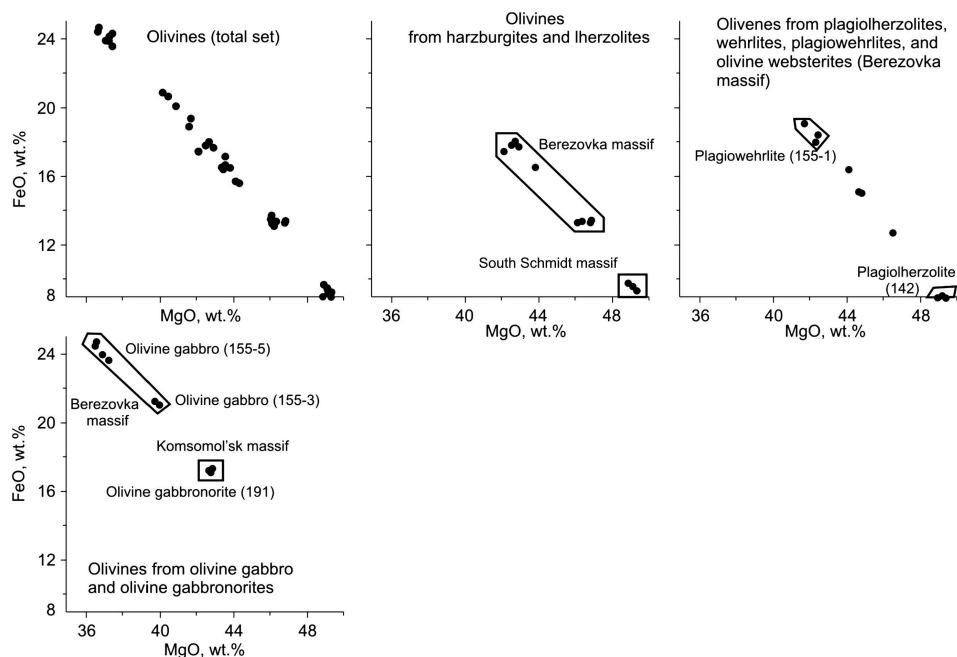 24
20
16
12
8
FeO, wt.%
Olivines (total set)
MgO, wt.%
Olivines
from harzburgites and lherzolites
Berezovka massif
South Schmidt massif
36
40
44
48
MgO, wt.%
Olivenes from plagiolherzolites,
wehrlites, plagiowehrlites, and
olivine websterites (Berezovka
massif)
Plagiowehrlite (155-1)
Plagiolherzolite
(142)
36
40
44
48
MgO, wt.%
24
20
16
12
8
FeO, wt.%
Olivine gabbro (155-5)
Berezovka
massif
Olivine gabbro (155-3)
Komsomol'sk massif
Olivine gabbronorite (191)
Olivines from olivine gabbro
and olivine gabbronorites
36
40
44
48
MgO, wt.%